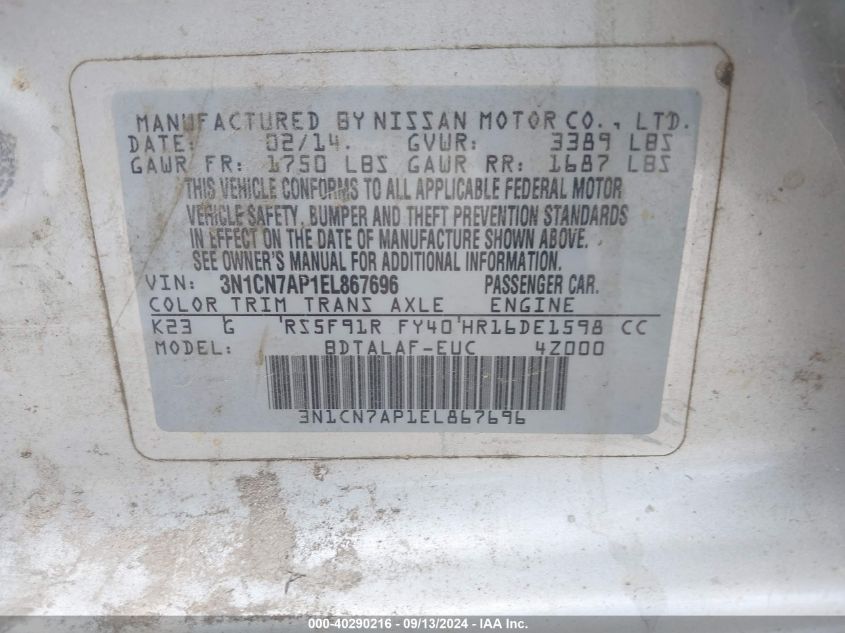 MANUFACTURED BY NISSAN MOTOR CO., LTD.
DATE: 02/14. GVWR: 3389 LBS
GAWR FR: 1750 LBS GAWR RR: 1687 LBS
THIS VEHICLE CONFORMS TO ALL APPLICABLE FEDERAL MOTOR
VEHICLE SAFETY, BUMPER AND THEFT PREVENTION STANDARDS
IN EFFECT ON THE DATE OF MANUFACTURE SHOWN ABOVE.
SEE OWNER'S MANUAL FOR ADDITIONAL INFORMATION.
VIN: 3N1CN7AP1EL867696 PASSENGER CAR.
COLOR TRIM TRANS AXLE ENGINE
K23 G 'RS5F91R FY40'HR16DE1598 CC
MODEL: BDTALAF-EUC 4Z000
3N1CN7AP1EL867696
000-40290216 - 09/13/2024 - IAA Inc.